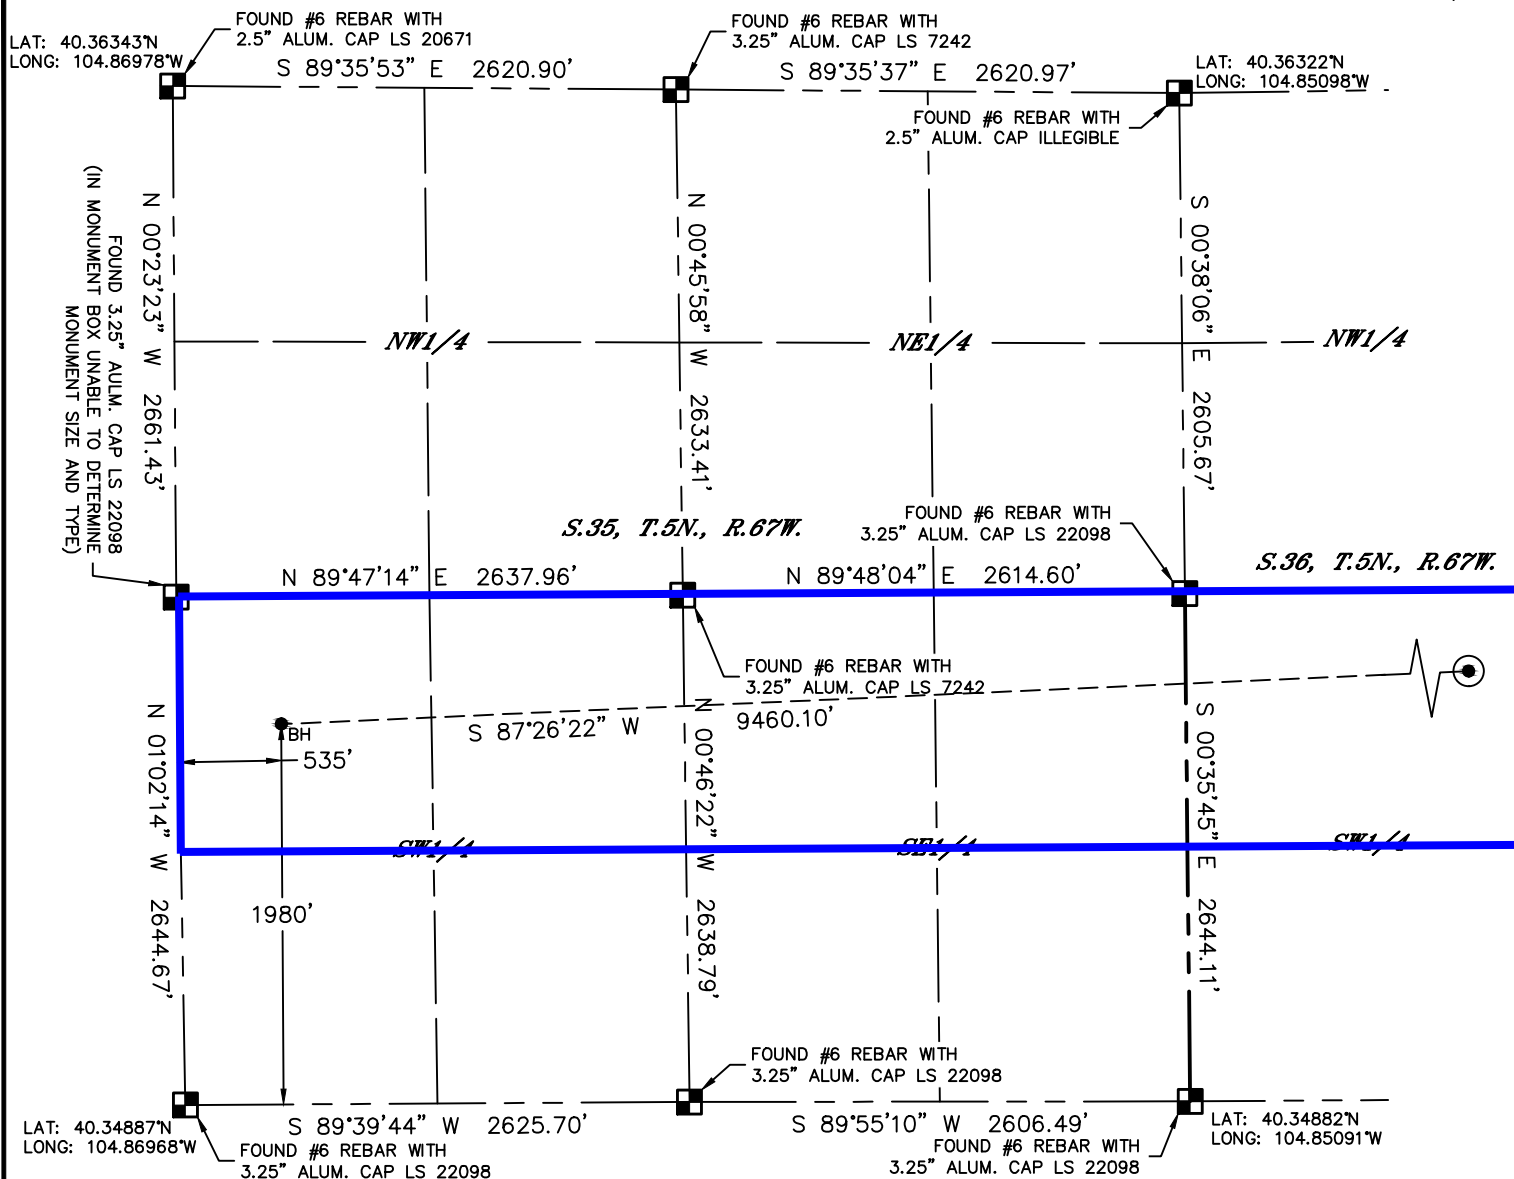 FOUND #6 REBAR WITH
2.5" ALUM. CAP LS 20671
LAT: 40.36343°N
LONG: 104.86978°W
S 89°35'53" E 2620.90'
FOUND #6 REBAR WITH
3.25" ALUM. CAP LS 7242
S 89°35'37" E 2620.97'
LAT: 40.36322°N
LONG: 104.85098°W
FOUND #6 REBAR WITH
2.5" ALUM. CAP ILLEGIBLE
FOUND 3.25" AULM. CAP LS 22098
(IN MONUMENT BOX UNABLE TO DETERMINE
MONUMENT SIZE AND TYPE)
N 00°23'23" W 2661.43'
N 00°45'58" W 2633.41'
S 00°38'06" E 2605.67'
NW1/4
NE1/4
NW1/4
S.35, T.5N., R.67W.
FOUND #6 REBAR WITH
3.25" ALUM. CAP LS 22098
S.36, T.5N., R.67W.
N 89°47'14" E 2637.96'
N 89°48'04" E 2614.60'
FOUND #6 REBAR WITH
3.25" ALUM. CAP LS 7242
S 87°26'22" W 9460.10'
BH
535'
N 01°02'14" W 2644.67'
N 00°46'22" W 2638.79'
S 00°35'45" E 2644.11'
SW1/4
SE1/4
SW1/4
1980'
FOUND #6 REBAR WITH
3.25" ALUM. CAP LS 22098
S 89°39'44" W 2625.70'
S 89°55'10" W 2606.49'
LAT: 40.34887°N
LONG: 104.86968°W
FOUND #6 REBAR WITH
3.25" ALUM. CAP LS 22098
FOUND #6 REBAR WITH
3.25" ALUM. CAP LS 22098
LAT: 40.34882°N
LONG: 104.85091°W